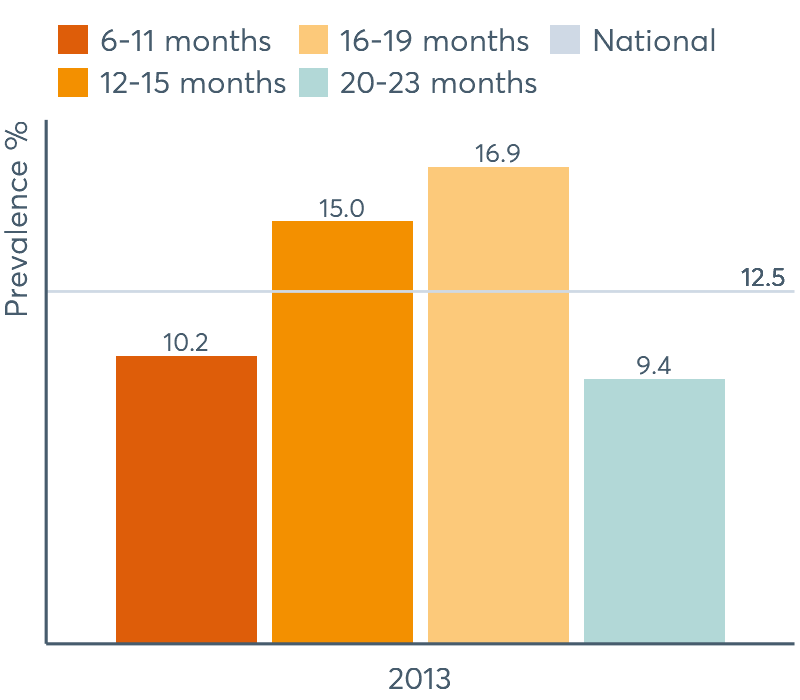 6-11 months
16-19 months
National
12-15 months
20-23 months
Prevalence %
16.9
15.0
12.5
10.2
9.4
2013